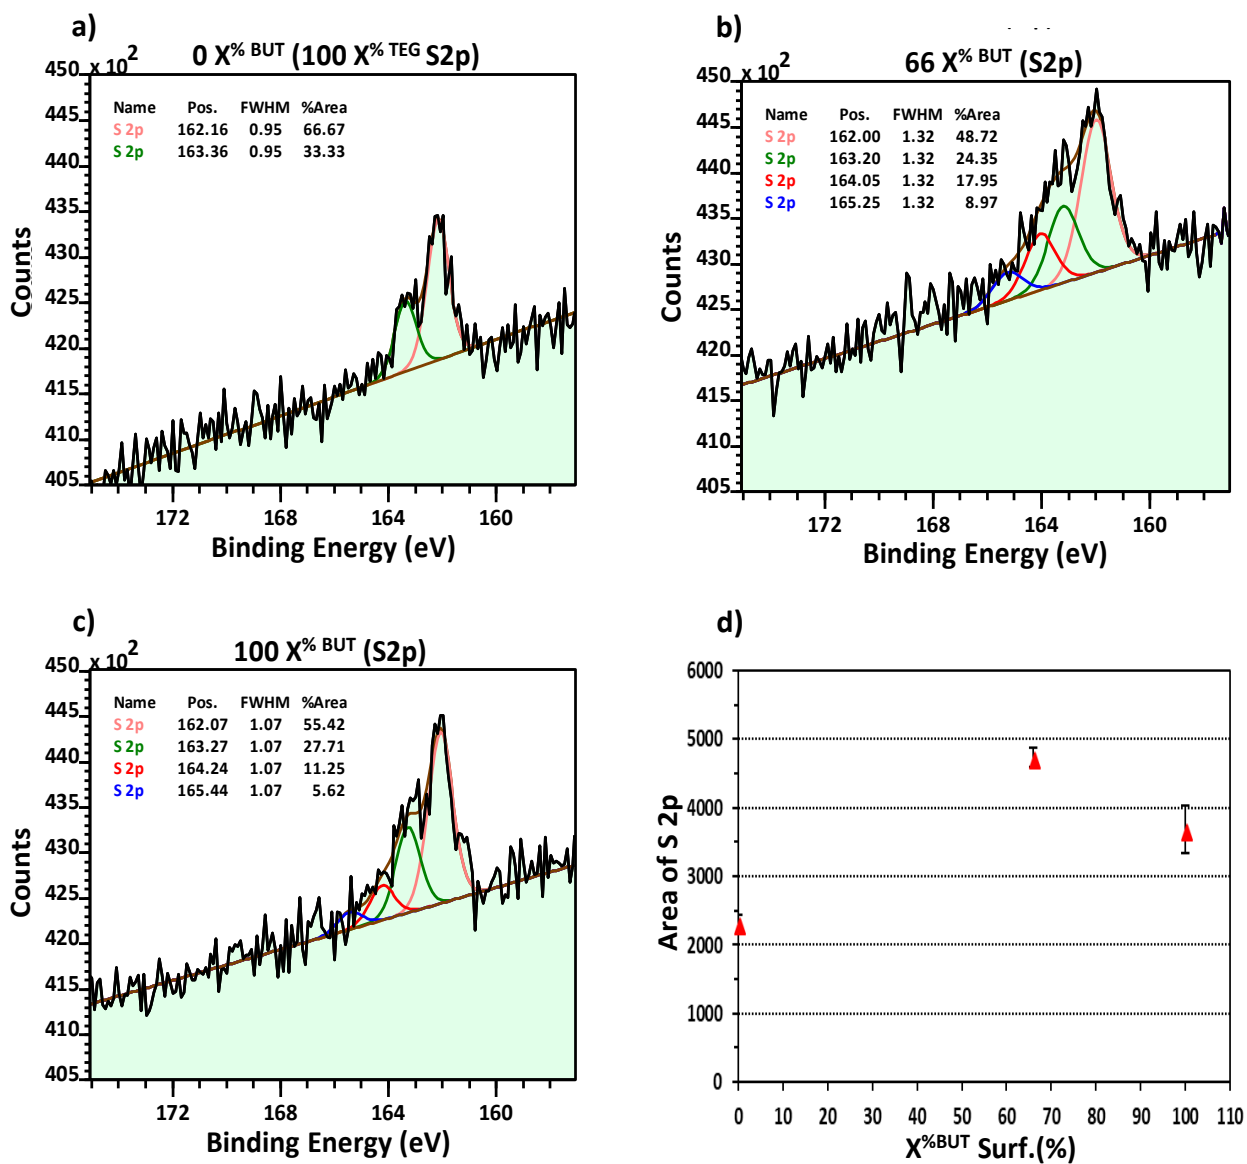 a)
0 X% BUT (100 X% TEG S2p)
450 x 10²
445
440
435
430
425
420
415
410
405
Counts
Name Pos. FWHM %Area
S 2p 162.16 0.95 66.67
S 2p 163.36 0.95 33.33
172 168 164 160
Binding Energy (eV)
b)
66 X% BUT (S2p)
450 x 10²
445
440
435
430
425
420
415
410
405
Counts
Name Pos. FWHM %Area
S 2p 162.00 1.32 48.72
S 2p 163.20 1.32 24.35
S 2p 164.05 1.32 17.95
S 2p 165.25 1.32 8.97
172 168 164 160
Binding Energy (eV)
c)
100 X% BUT (S2p)
450 x 10²
445
440
435
430
425
420
415
410
405
Counts
Name Pos. FWHM %Area
S 2p 162.07 1.07 55.42
S 2p 163.27 1.07 27.71
S 2p 164.24 1.07 11.25
S 2p 165.44 1.07 5.62
172 168 164 160
Binding Energy (eV)
d)
6000
5000
4000
3000
2000
1000
0
Area of S 2p
0 10 20 30 40 50 60 70 80 90 100 110
X%BUT Surf.(%)